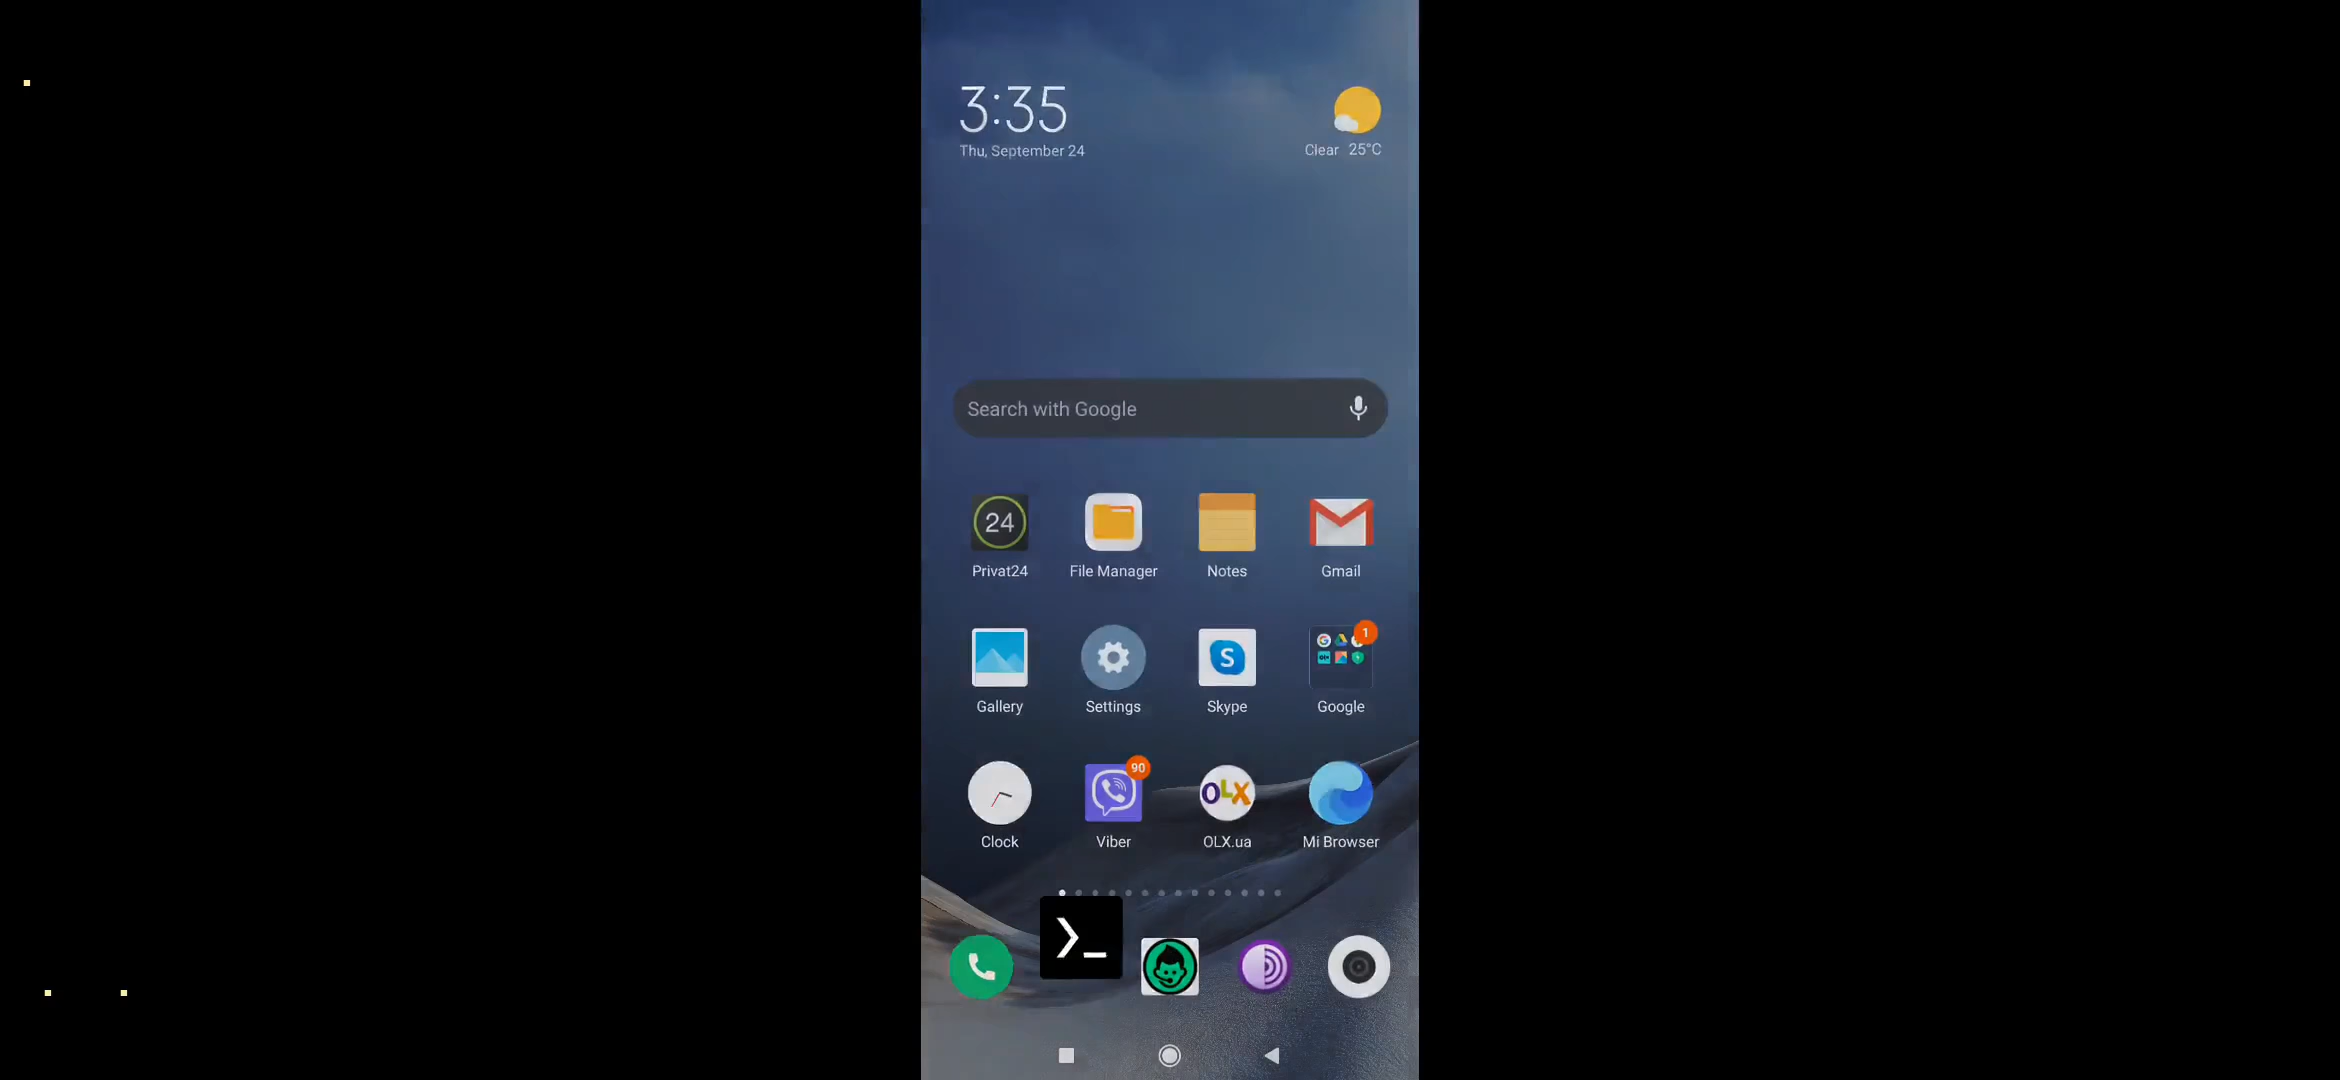 3:35
Thu, September 24
Clear 25°C
Search with Google
24
Privat24
File Manager
Notes
Gmail
1
Gallery
Settings
S
Skype
Google
90
Clock
Viber
OLX
OLX.ua
Mi Browser
>_